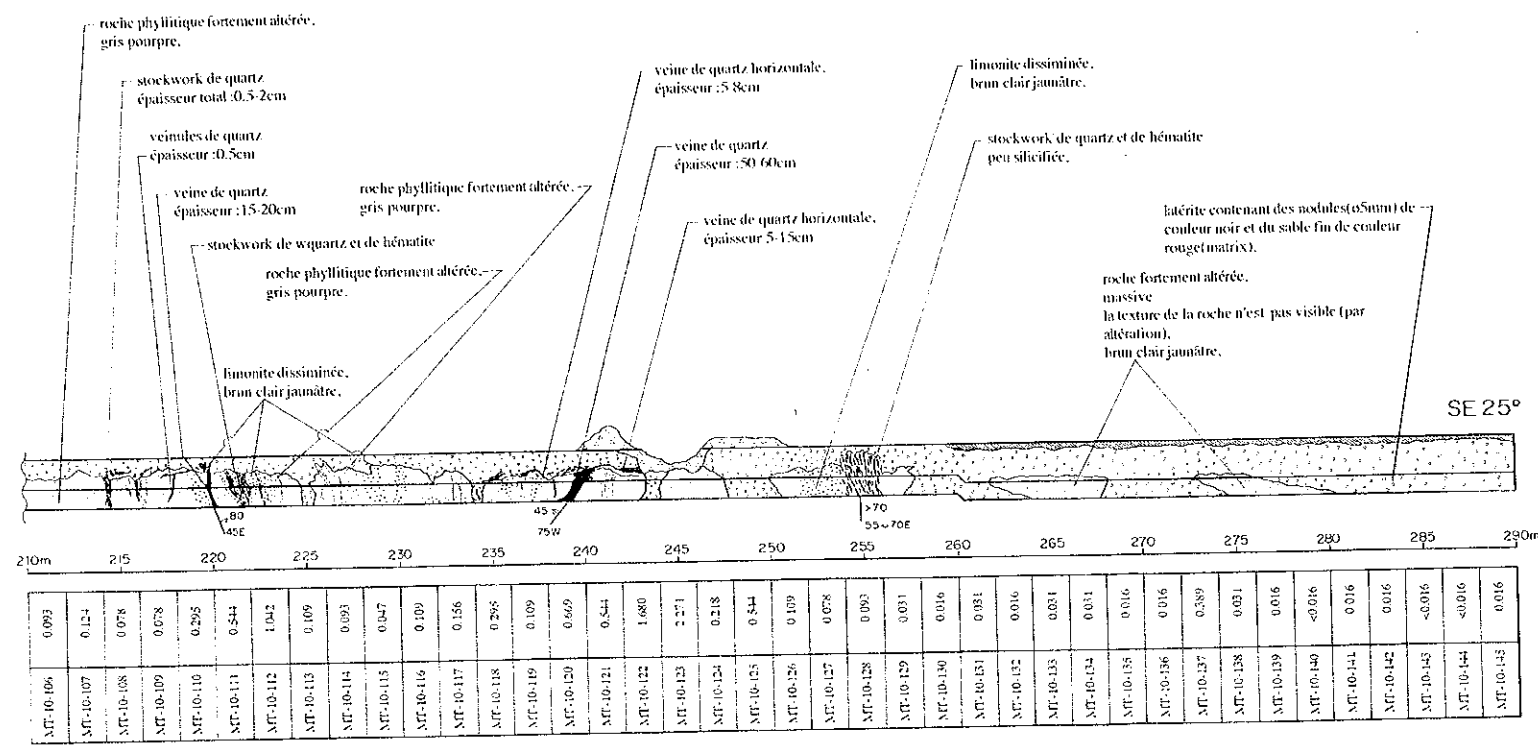 roche phyllitique fortement altérée.
gris pourpre.
stockwork de quartz
épaisseur total :0.5-2cm
veinules de quartz
épaisseur :0.5cm
veine de quartz
épaisseur :15-20cm
stockwork de wquartz et de hématite
roche phyllitique fortement altérée.
gris pourpre.
roche phyllitique fortement altérée.
gris pourpre.
limonite dissiminée.
brun clair jaunâtre.
veine de quartz horizontale.
épaisseur :5-8cm
veine de quartz
épaisseur :50-60cm
veine de quartz horizontale.
épaisseur 5-15cm
limonite dissiminée.
brun clair jaunâtre.
stockwork de quartz et de hématite
peu silicifiée.
latérite contenant des nodules(ø5mm) de
couleur noir et du sable fin de couleur
rouge(matrix).
roche fortement altérée.
massive
la texture de la roche n'est pas visible (par
altération).
brun clair jaunâtre.
SE 25°
80
45E
45
75W
>70
55~70E
210m 215 220 225 230 235 240 245 250 255 260 265 270 275 280 285 290m
0.093 0.124 0.078 0.078 0.295 0.544 1.042 0.109 0.093 0.047 0.109 0.156 0.295 0.109 0.669 0.544 1.680 0.218 0.544 0.109 0.078 0.093 0.031 0.016 0.031 0.016 0.031 0.031 0.016 0.016 0.389 0.031 0.016 <0.016 0.016 0.016 <0.016 <0.016 0.016
MT-10-106 MT-10-107 MT-10-108 MT-10-109 MT-10-110 MT-10-111 MT-10-112 MT-10-113 MT-10-114 MT-10-115 MT-10-116 MT-10-117 MT-10-118 MT-10-119 MT-10-120 MT-10-121 MT-10-122 MT-10-123 MT-10-124 MT-10-125 MT-10-126 MT-10-127 MT-10-128 MT-10-129 MT-10-130 MT-10-131 MT-10-132 MT-10-133 MT-10-134 MT-10-135 MT-10-136 MT-10-137 MT-10-138 MT-10-139 MT-10-140 MT-10-141 MT-10-142 MT-10-143 MT-10-144 MT-10-145